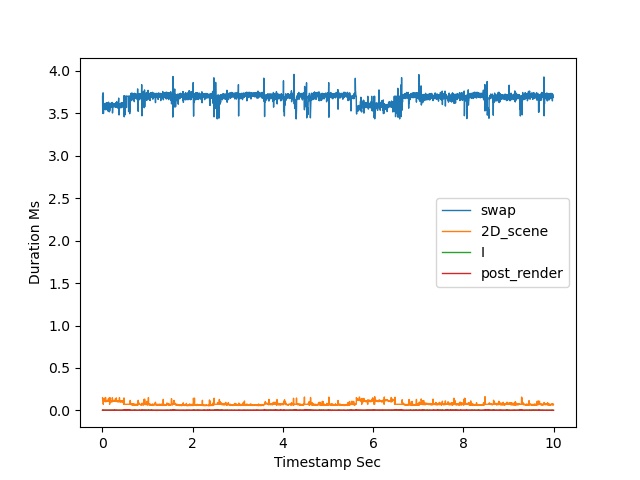 4.0
3.5
3.0
2.5
2.0
1.5
1.0
0.5
0.0
Duration Ms
swap
2D_scene
I
post_render
0 2 4 6 8 10
Timestamp Sec